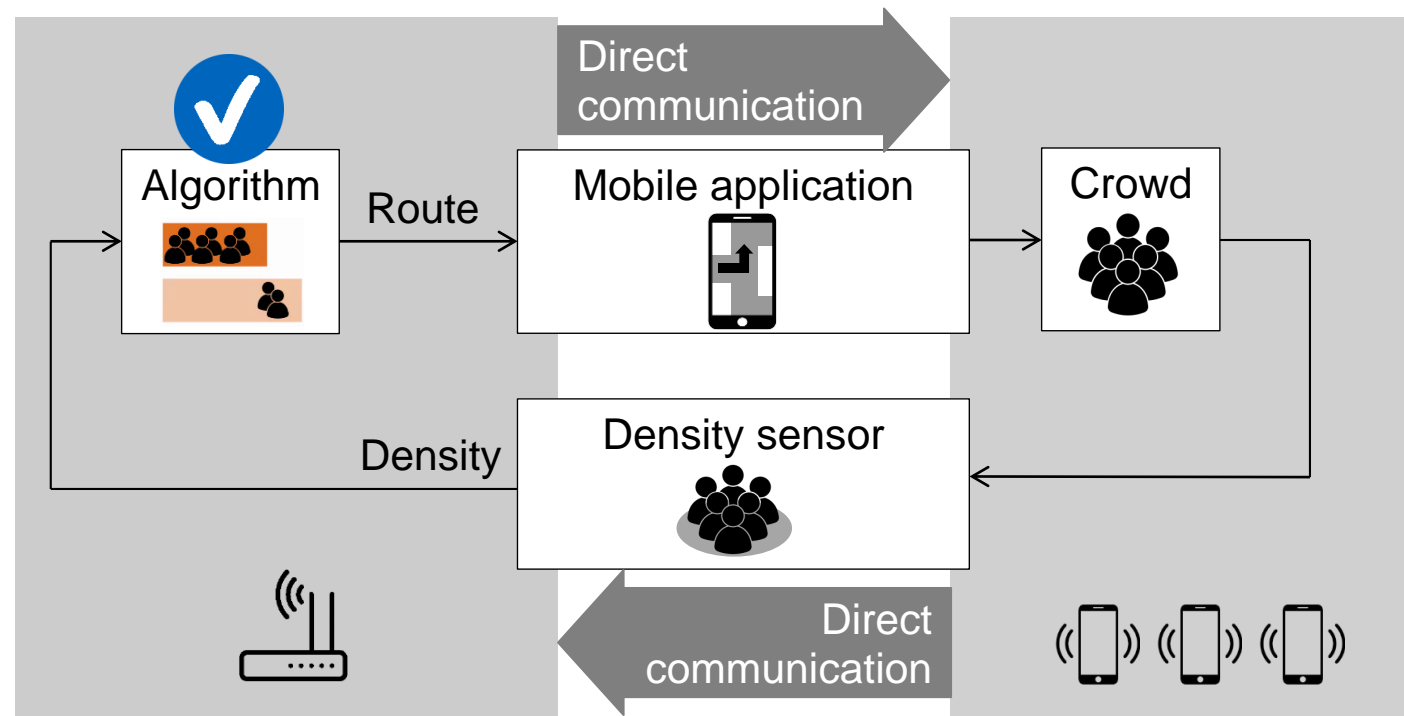 Direct
communication
Algorithm
Route
Mobile application
Crowd
Density
Density sensor
Direct
communication